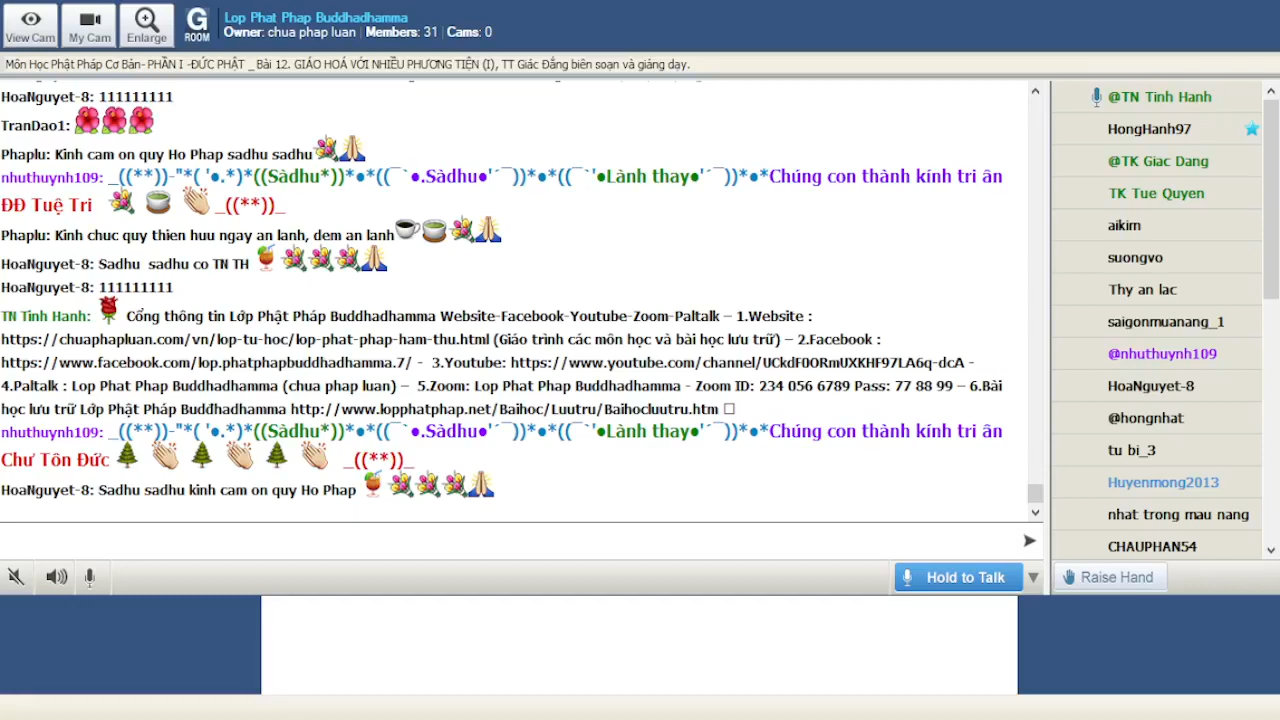 View Cam
My Cam
Enlarge
G
ROOM
Lop Phat Phap Buddhadhamma
Owner: chua phap luan | Members: 31 | Cams: 0
Môn Học Phật Pháp Cơ Bản- PHẦN I -ĐỨC PHẬT _ Bài 12. GIÁO HOÁ VỚI NHIỀU PHƯƠNG TIỆN (I), TT Giác Đẳng biên soạn và giảng dạy.
HoaNguyet-8: 111111111
TranDao1:
Phaplu: Kinh cam on quy Ho Phap sadhu sadhu
nhuthuynh109: _((**))-"*( '●.*)*((Sàdhu*))*●*((¯`●.Sàdhu●'´¯))*●*((¯`'●Lành thay●'´¯))*●*Chúng con thành kính tri ân
ĐĐ Tuệ Tri _((**))_
Phaplu: Kinh chuc quy thien huu ngay an lanh, dem an lanh
HoaNguyet-8: Sadhu sadhu co TN TH
HoaNguyet-8: 111111111
TN Tinh Hanh: Cổng thông tin Lớp Phật Pháp Buddhadhamma Website-Facebook-Youtube-Zoom-Paltalk – 1.Website :
https://chuaphapluan.com/vn/lop-tu-hoc/lop-phat-phap-ham-thu.html (Giáo trình các môn học và bài học lưu trữ) – 2.Facebook :
https://www.facebook.com/lop.phatphapbuddhadhamma.7/ - 3.Youtube: https://www.youtube.com/channel/UCkdF0ORmUXKHF97LA6q-dcA -
4.Paltalk : Lop Phat Phap Buddhadhamma (chua phap luan) – 5.Zoom: Lop Phat Phap Buddhadhamma - Zoom ID: 234 056 6789 Pass: 77 88 99 – 6.Bài
học lưu trữ Lớp Phật Pháp Buddhadhamma http://www.lopphatphap.net/Baihoc/Luutru/Baihocluutru.htm
nhuthuynh109: _((**))-"*( '●.*)*((Sàdhu*))*●*((¯`●.Sàdhu●'´¯))*●*((¯`'●Lành thay●'´¯))*●*Chúng con thành kính tri ân
Chư Tôn Đức _((**))_
HoaNguyet-8: Sadhu sadhu kinh cam on quy Ho Phap
Hold to Talk
@TN Tinh Hanh
HongHanh97
@TK Giac Dang
TK Tue Quyen
aikim
suongvo
Thy an lac
saigonmuanang_1
@nhuthuynh109
HoaNguyet-8
@hongnhat
tu bi_3
Huyenmong2013
nhat trong mau nang
CHAUPHAN54
Raise Hand